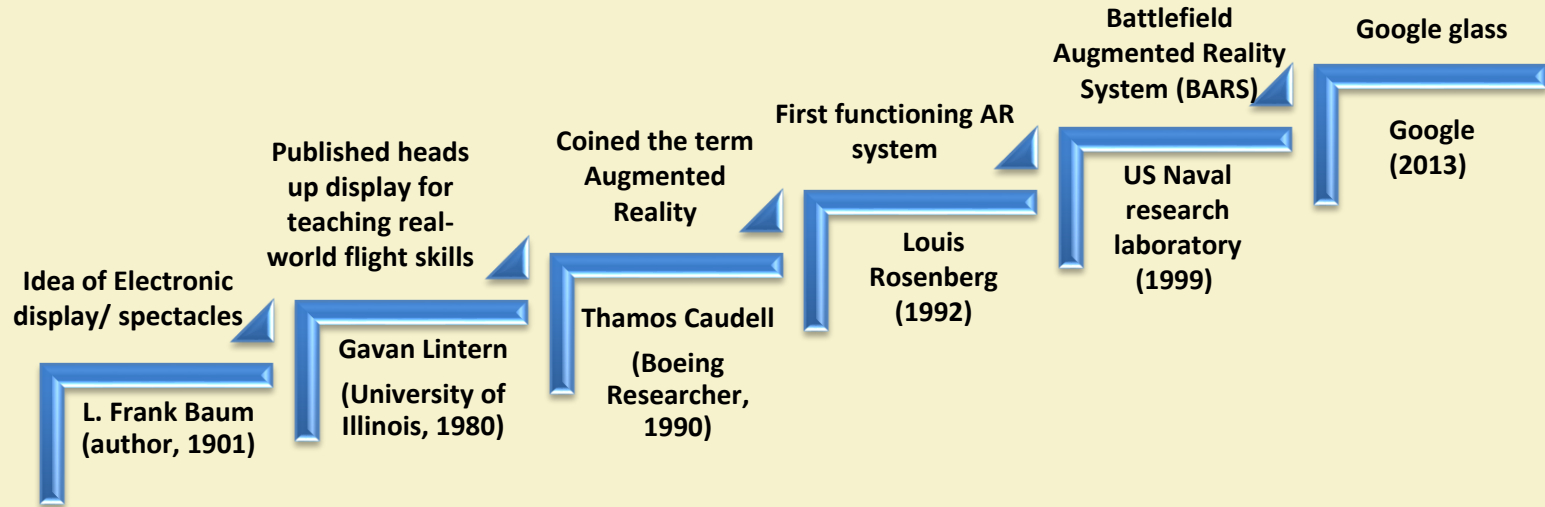 Idea of Electronic
display/ spectacles
L. Frank Baum
(author, 1901)
Published heads
up display for
teaching real-
world flight skills
Gavan Lintern
(University of
Illinois, 1980)
Coined the term
Augmented
Reality
Thamos Caudell
(Boeing
Researcher,
1990)
First functioning AR
system
Louis
Rosenberg
(1992)
Battlefield
Augmented Reality
System (BARS)
US Naval
research
laboratory
(1999)
Google glass
Google
(2013)